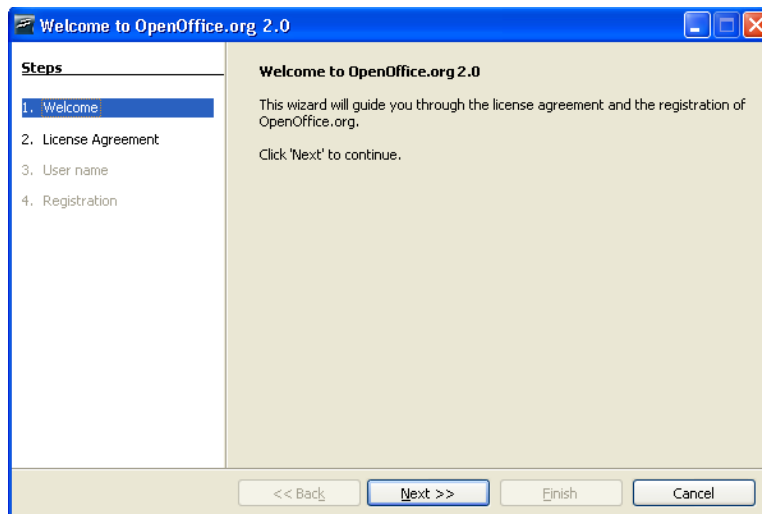 Welcome to OpenOffice.org 2.0
Steps
1. Welcome
2. License Agreement
3. User name
4. Registration
Welcome to OpenOffice.org 2.0
This wizard will guide you through the license agreement and the registration of
OpenOffice.org.
Click 'Next' to continue.
<< Back
Next >>
Finish
Cancel